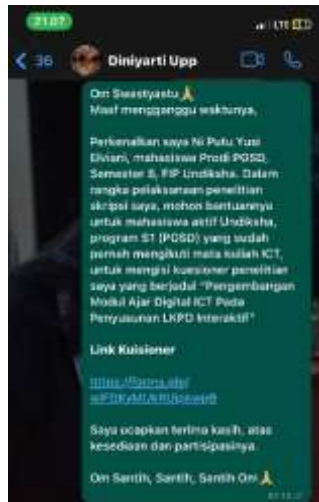 21.07
LTE
36 Diniyarti Upp
Om Swastyastu🙏
Maaf mengganggu waktunya,
Perkenalkan saya Ni Putu Yusi
Elviani, mahasiswa Prodi PGSD,
Semester 8, FIP Undiksha. Dalam
rangka pelaksanaan penelitian
skripsi saya, mohon bantuannya
untuk mahasiswa aktif Undiksha,
program S1 (PGSD) yang sudah
pernah mengikuti mata kuliah ICT,
untuk mengisi kuesioner penelitian
saya yang berjudul "Pengembangan
Modul Ajar Digital ICT Pada
Penyusunan LKPD Interaktif"
Link Kuisioner
Saya ucapkan terima kasih, atas
kesediaan dan partisipasinya.
Om Santih, Santih, Santih Om🙏